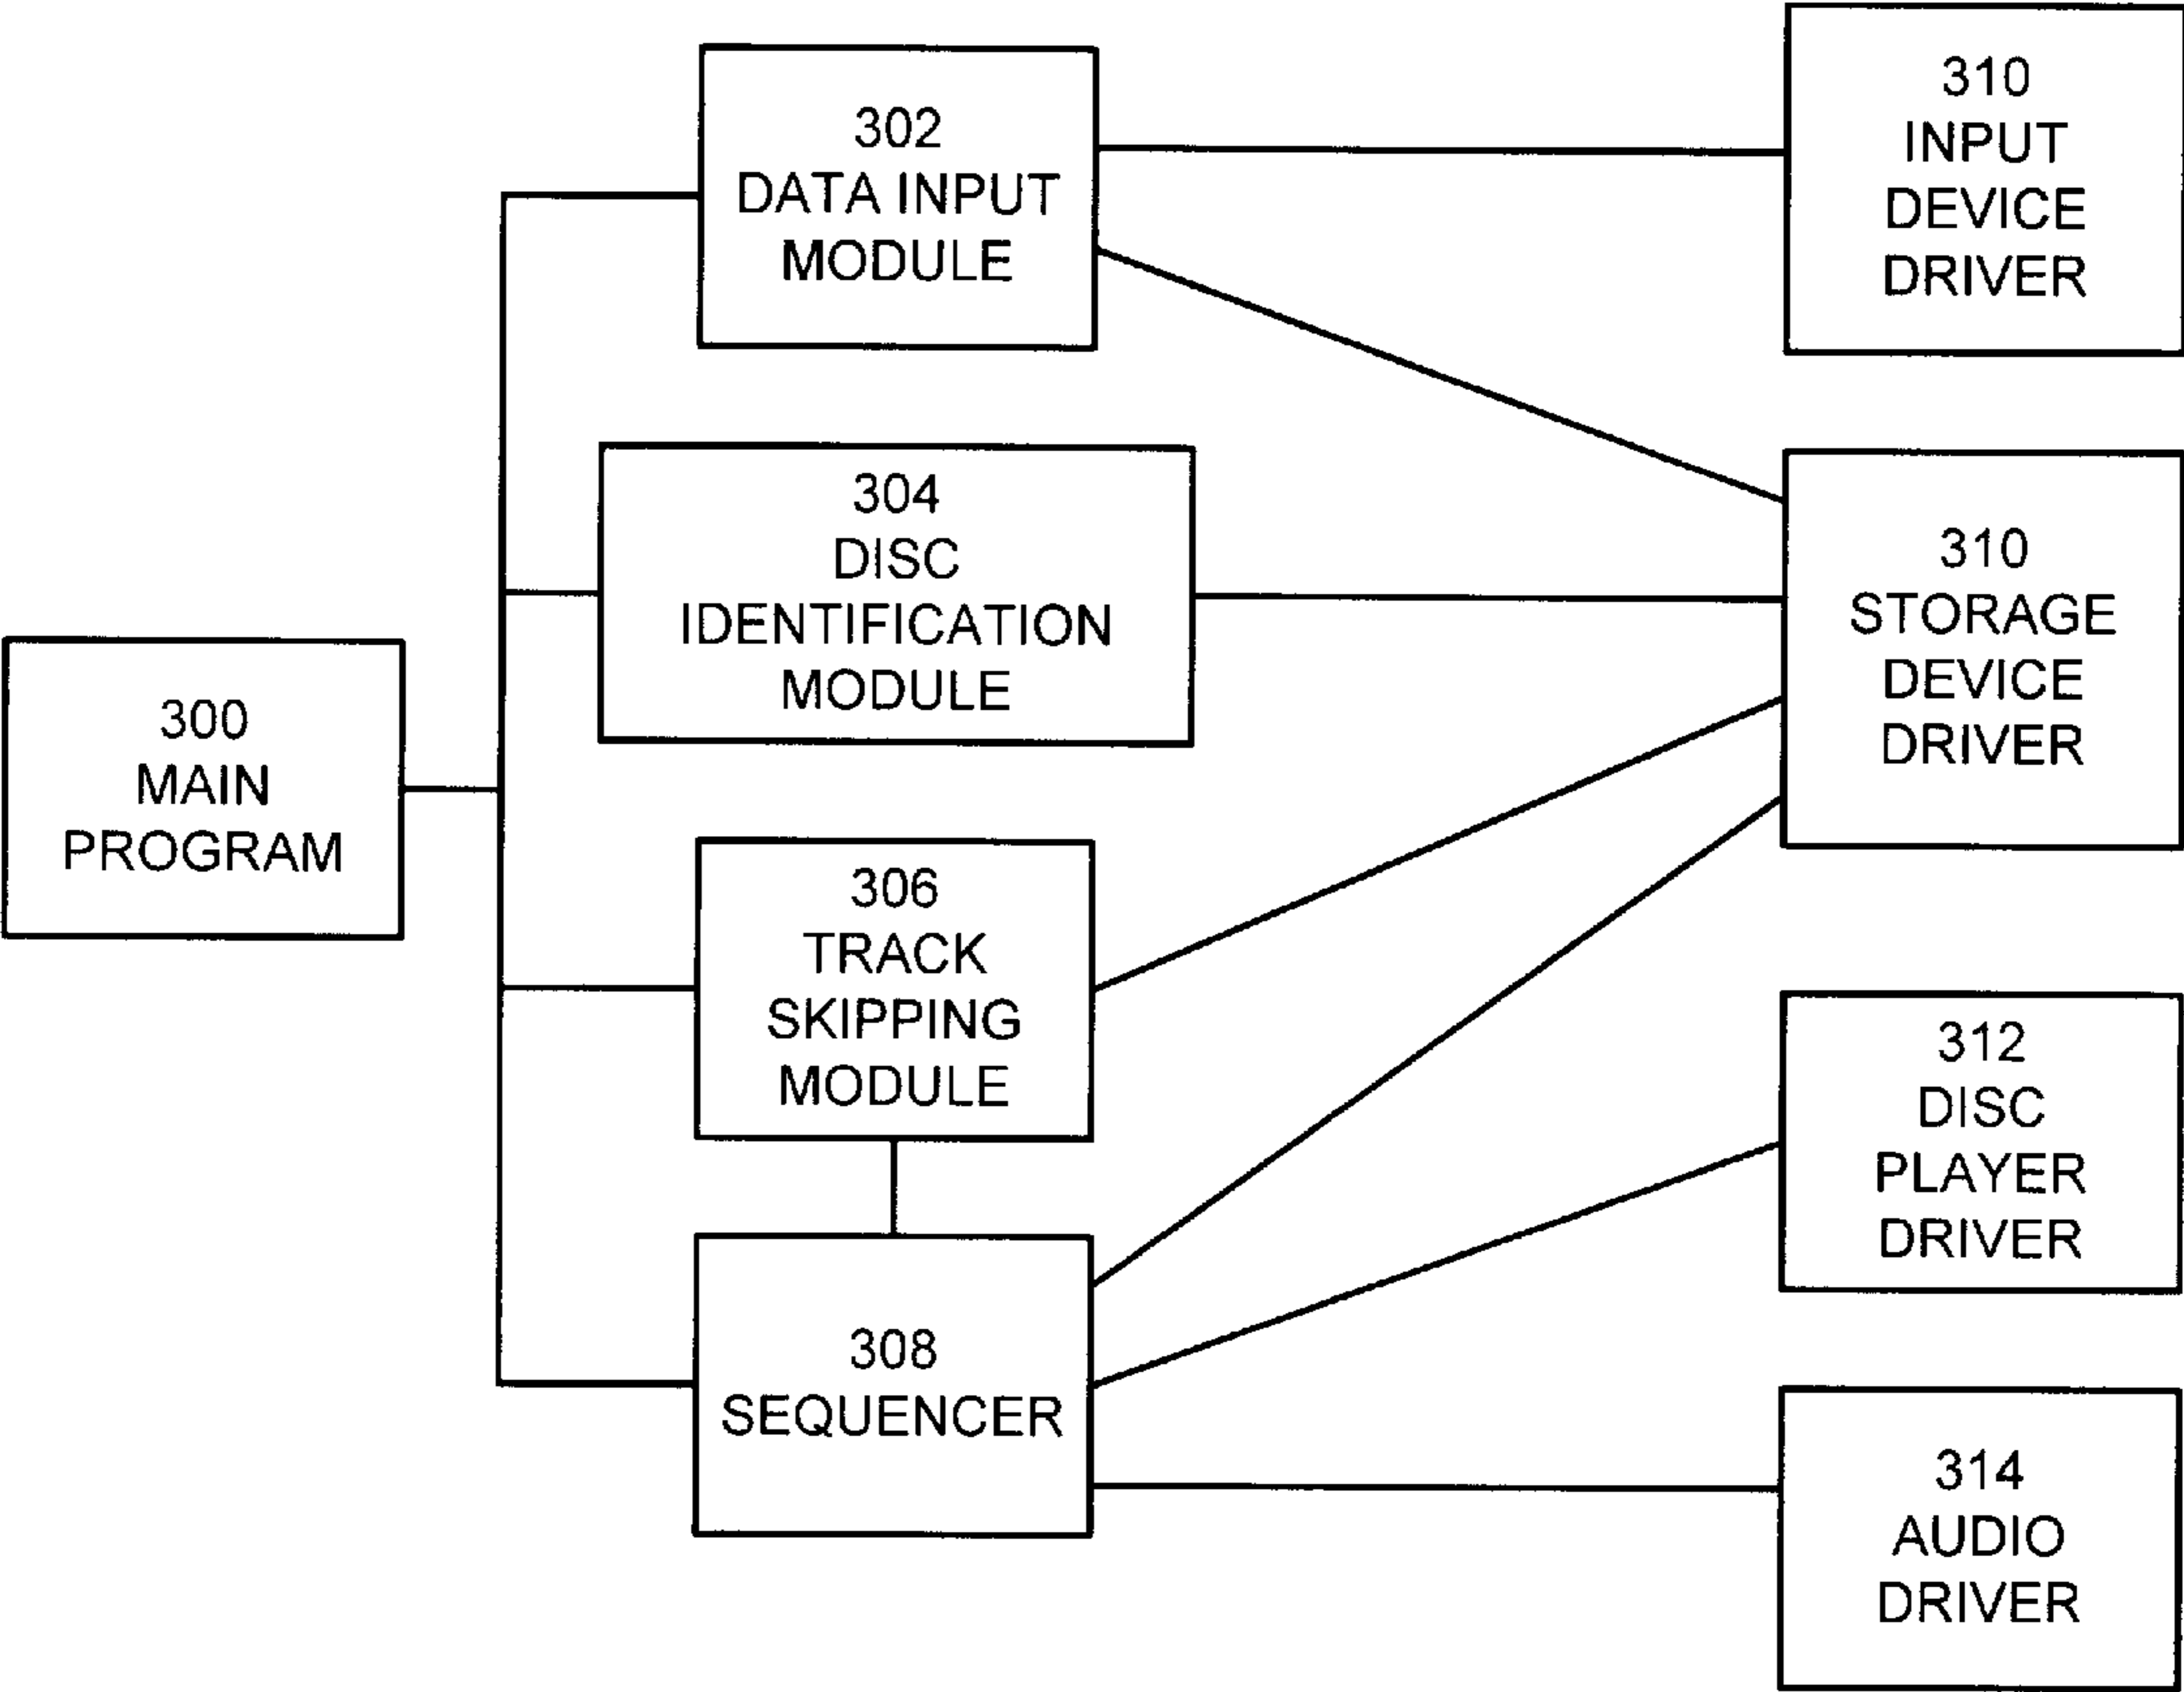 300
MAIN
PROGRAM
302
DATA INPUT
MODULE
304
DISC
IDENTIFICATION
MODULE
306
TRACK
SKIPPING
MODULE
308
SEQUENCER
310
INPUT
DEVICE
DRIVER
310
STORAGE
DEVICE
DRIVER
312
DISC
PLAYER
DRIVER
314
AUDIO
DRIVER